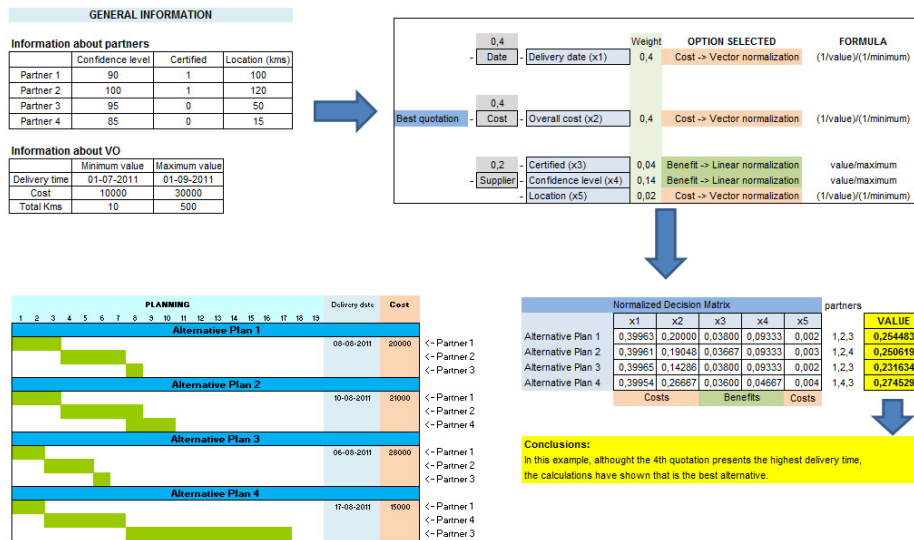 GENERAL INFORMATION
Information about partners
Confidence level Certified Location (kms)
Partner 1 90 1 100
Partner 2 100 1 120
Partner 3 95 0 50
Partner 4 85 0 15
Information about VO
Minimum value Maximum value
Delivery time 01-07-2011 01-09-2011
Cost 10000 30000
Total Kms 10 500
0,4 Weight OPTION SELECTED FORMULA
- Date - Delivery date (x1) 0,4 Cost -> Vector normalization (1/value)/(1/minimum)
0,4
Best quotation - Cost - Overall cost (x2) 0,4 Cost -> Vector normalization (1/value)/(1/minimum)
0,2 - Certified (x3) 0,04 Benefit -> Linear normalization value/maximum
- Supplier - Confidence level (x4) 0,14 Benefit -> Linear normalization value/maximum
- Location (x5) 0,02 Cost -> Vector normalization (1/value)/(1/minimum)
PLANNING Delivery date Cost
1 2 3 4 5 6 7 8 9 10 11 12 13 14 15 16 17 18 19
Alternative Plan 1
08-08-2011 20000 <- Partner 1
<- Partner 2
<- Partner 3
Alternative Plan 2
10-08-2011 21000 <- Partner 1
<- Partner 2
<- Partner 4
Alternative Plan 3
06-08-2011 28000 <- Partner 1
<- Partner 2
<- Partner 3
Alternative Plan 4
17-08-2011 15000 <- Partner 1
<- Partner 4
<- Partner 3
Normalized Decision Matrix partners
x1 x2 x3 x4 x5 VALUE
Alternative Plan 1 0,39963 0,20000 0,03800 0,09333 0,002 1,2,3 0,254483
Alternative Plan 2 0,39961 0,19048 0,03667 0,09333 0,003 1,2,4 0,250619
Alternative Plan 3 0,39965 0,14286 0,03800 0,09333 0,002 1,2,3 0,231634
Alternative Plan 4 0,39954 0,26667 0,03600 0,04667 0,004 1,4,3 0,274529
Costs Benefits Costs
Conclusions:
In this example, althought the 4th quotation presents the highest delivery time,
the calculations have shown that is the best alternative.